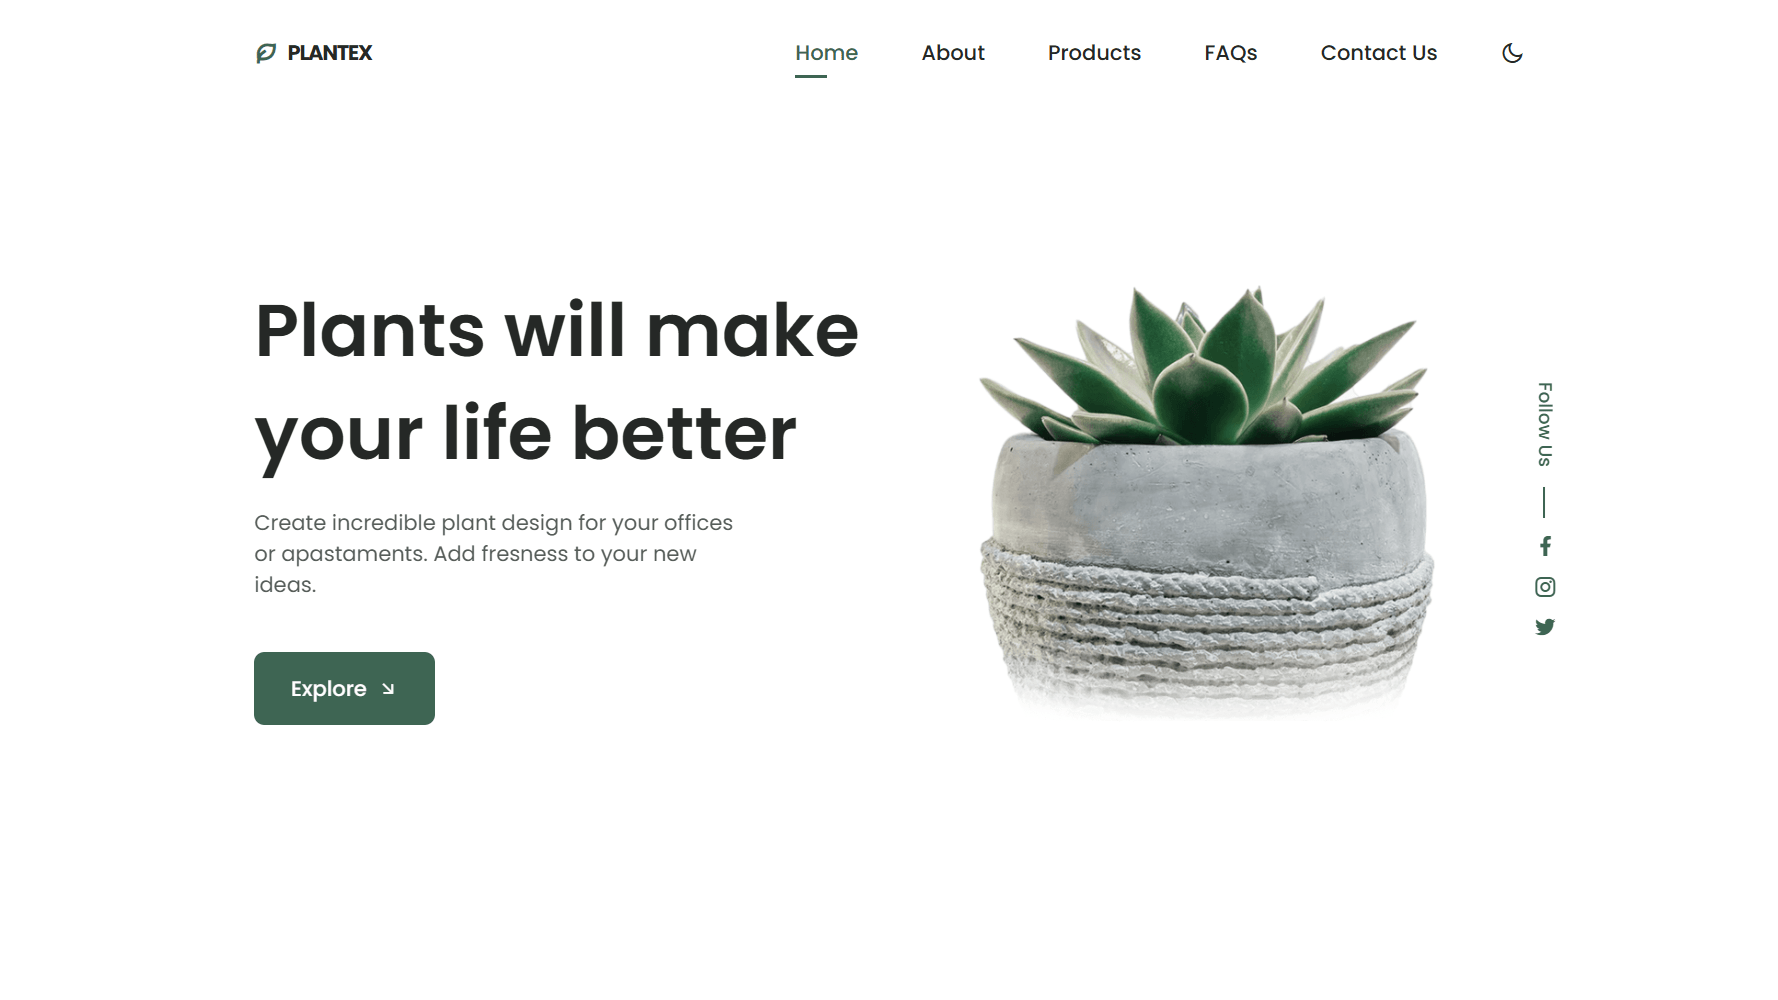 PLANTEX
Home
About
Products
FAQs
Contact Us
Plants will make
your life better
Create incredible plant design for your offices
or apastaments. Add fresness to your new
ideas.
Explore
Follow Us